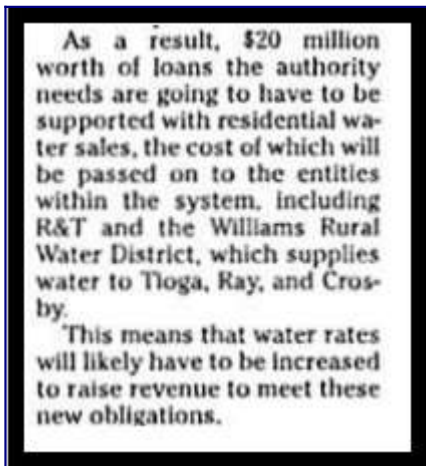 As a result, $20 million
worth of loans the authority
needs are going to have to be
supported with residential wa-
ter sales, the cost of which will
be passed on to the entities
within the system, including
R&T and the Williams Rural
Water District, which supplies
water to Tioga, Ray, and Cros-
by.
This means that water rates
will likely have to be increased
to raise revenue to meet these
new obligations.